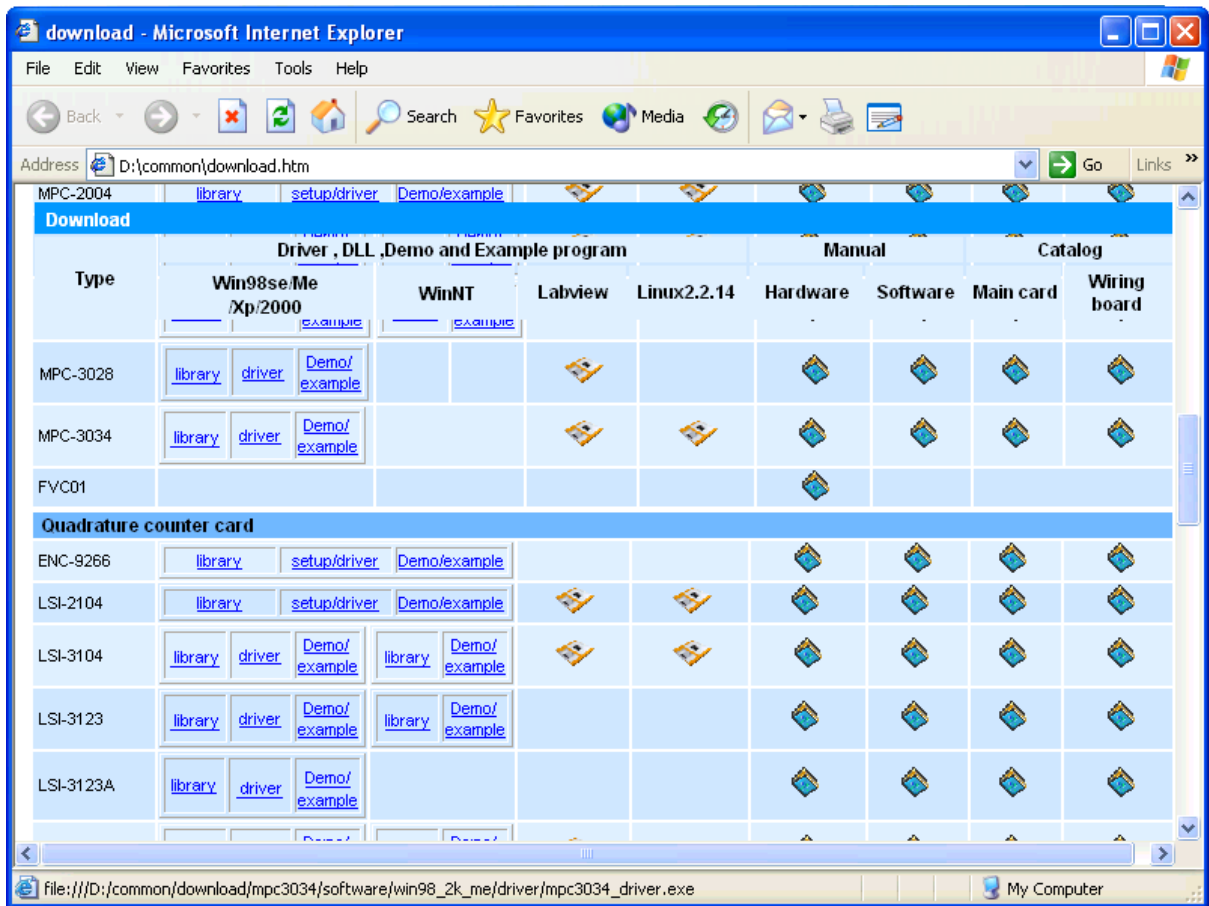 download - Microsoft Internet Explorer
File Edit View Favorites Tools Help
Back Search Favorites Media
Address D:\common\download.htm Go Links »
MPC-2004 library setup/driver Demo/example
Download
Type Driver , DLL ,Demo and Example program Manual Catalog
Win98se/Me /Xp/2000 WinNT Labview Linux2.2.14 Hardware Software Main card Wiring board
example example
MPC-3028 library driver Demo/ example
MPC-3034 library driver Demo/ example
FVC01
Quadrature counter card
ENC-9266 library setup/driver Demo/example
LSI-2104 library setup/driver Demo/example
LSI-3104 library driver Demo/ example library Demo/ example
LSI-3123 library driver Demo/ example library Demo/ example
LSI-3123A library driver Demo/ example
file:///D:/common/download/mpc3034/software/win98_2k_me/driver/mpc3034_driver.exe My Computer